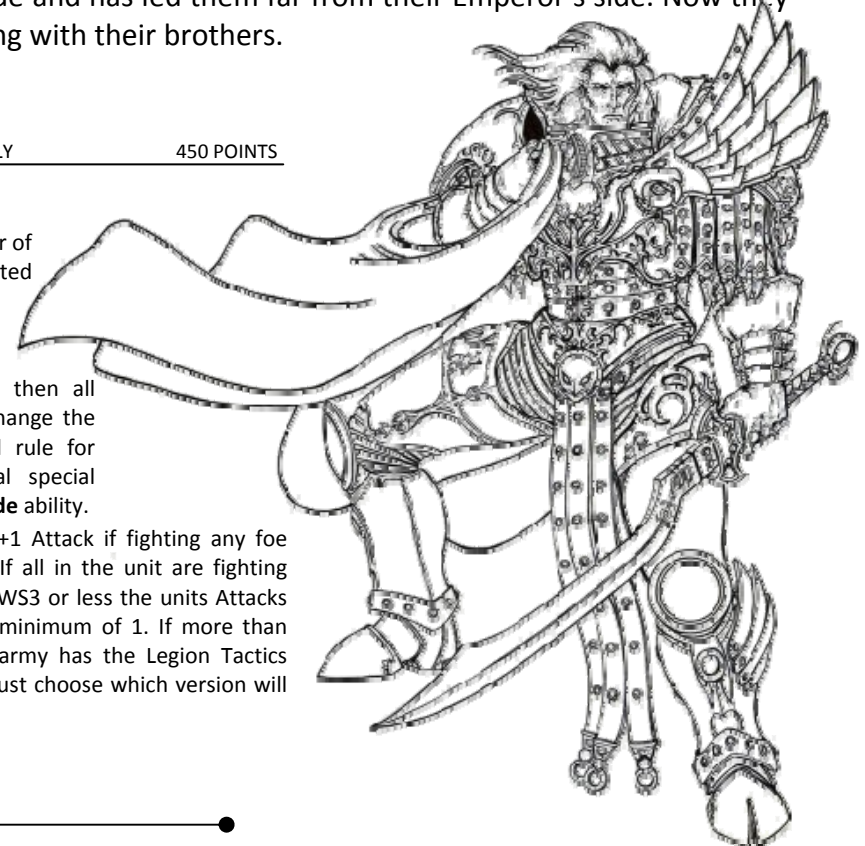 de and has led them far from their Emperor's side. Now they
ng with their brothers.
LY 450 POINTS
r of
ted
then all
hange the
rule for
al special
de ability.
+1 Attack if fighting any foe
If all in the unit are fighting
WS3 or less the units Attacks
minimum of 1. If more than
army has the Legion Tactics
ust choose which version will